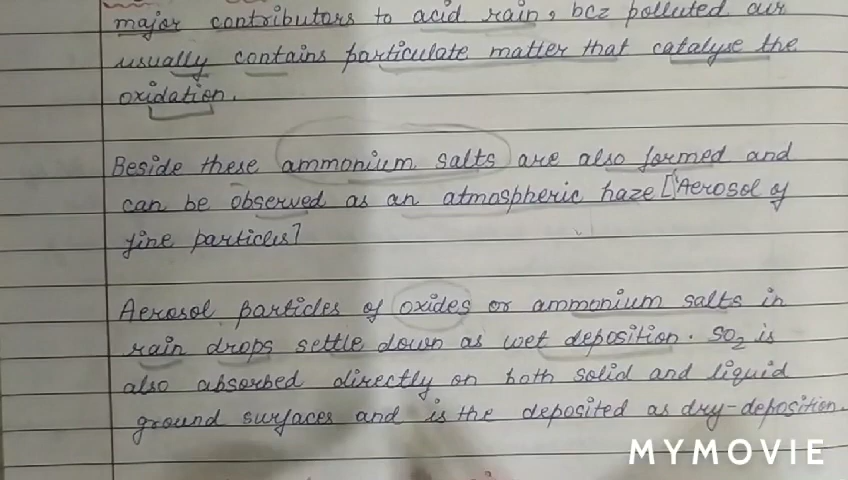 major contributors to acid rain, bcz polluted air
usually contains particulate matter that catalyse the
oxidation.
Beside these ammonium salts are also formed and
can be observed as an atmospheric haze [Aerosol of
fine particles]
Aerosol particles of oxides or ammonium salts in
rain drops settle down as wet deposition. SO2 is
also absorbed directly on both solid and liquid
ground surfaces and is the deposited as dry-deposition.
MYMOVIE